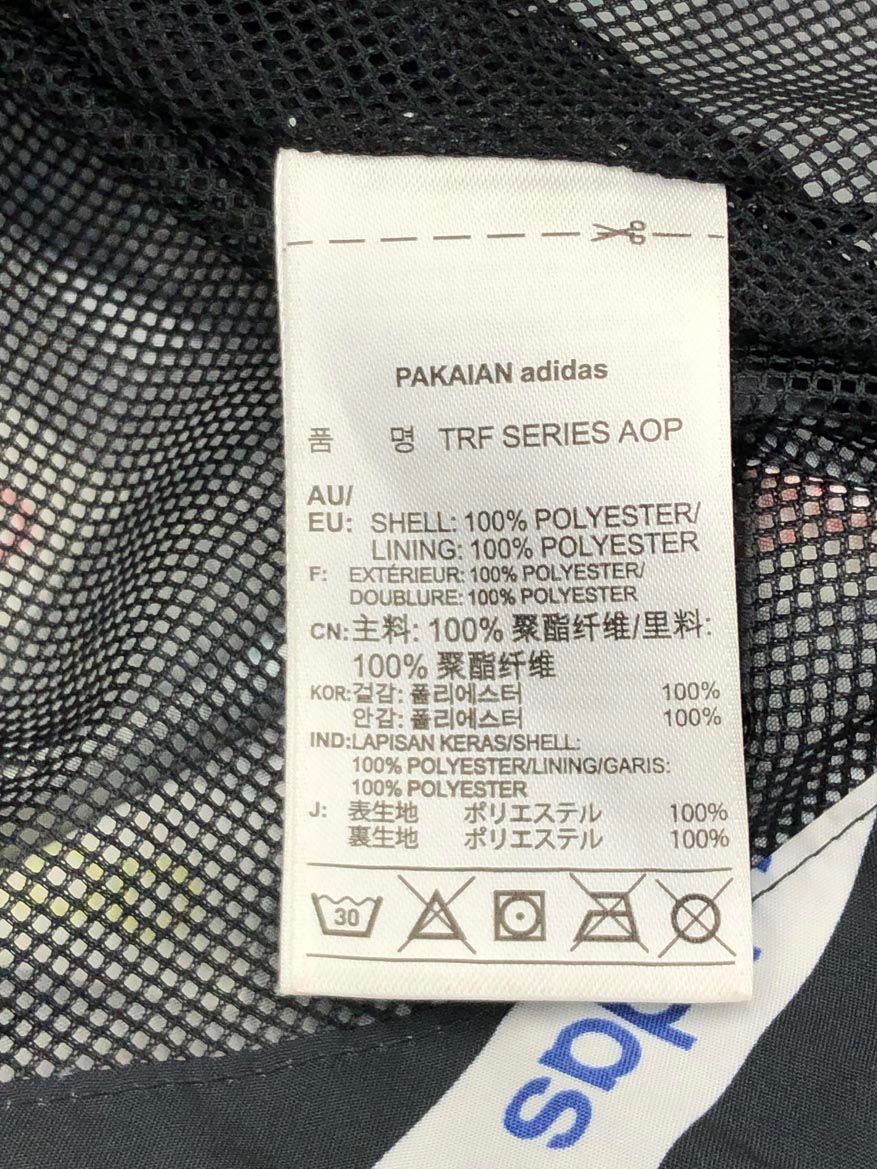 PAKAIAN adidas
품 명 TRF SERIES AOP
AU/
EU: SHELL: 100% POLYESTER/
LINING: 100% POLYESTER
F: EXTÉRIEUR: 100% POLYESTER/
DOUBLURE: 100% POLYESTER
CN: 主料: 100% 聚酯纤维/里料:
100% 聚酯纤维
KOR: 겉감: 폴리에스터 100%
안감: 폴리에스터 100%
IND: LAPISAN KERAS/SHELL:
100% POLYESTER/LINING/GARIS:
100% POLYESTER
J: 表生地 ポリエステル 100%
裏生地 ポリエステル 100%
30
das